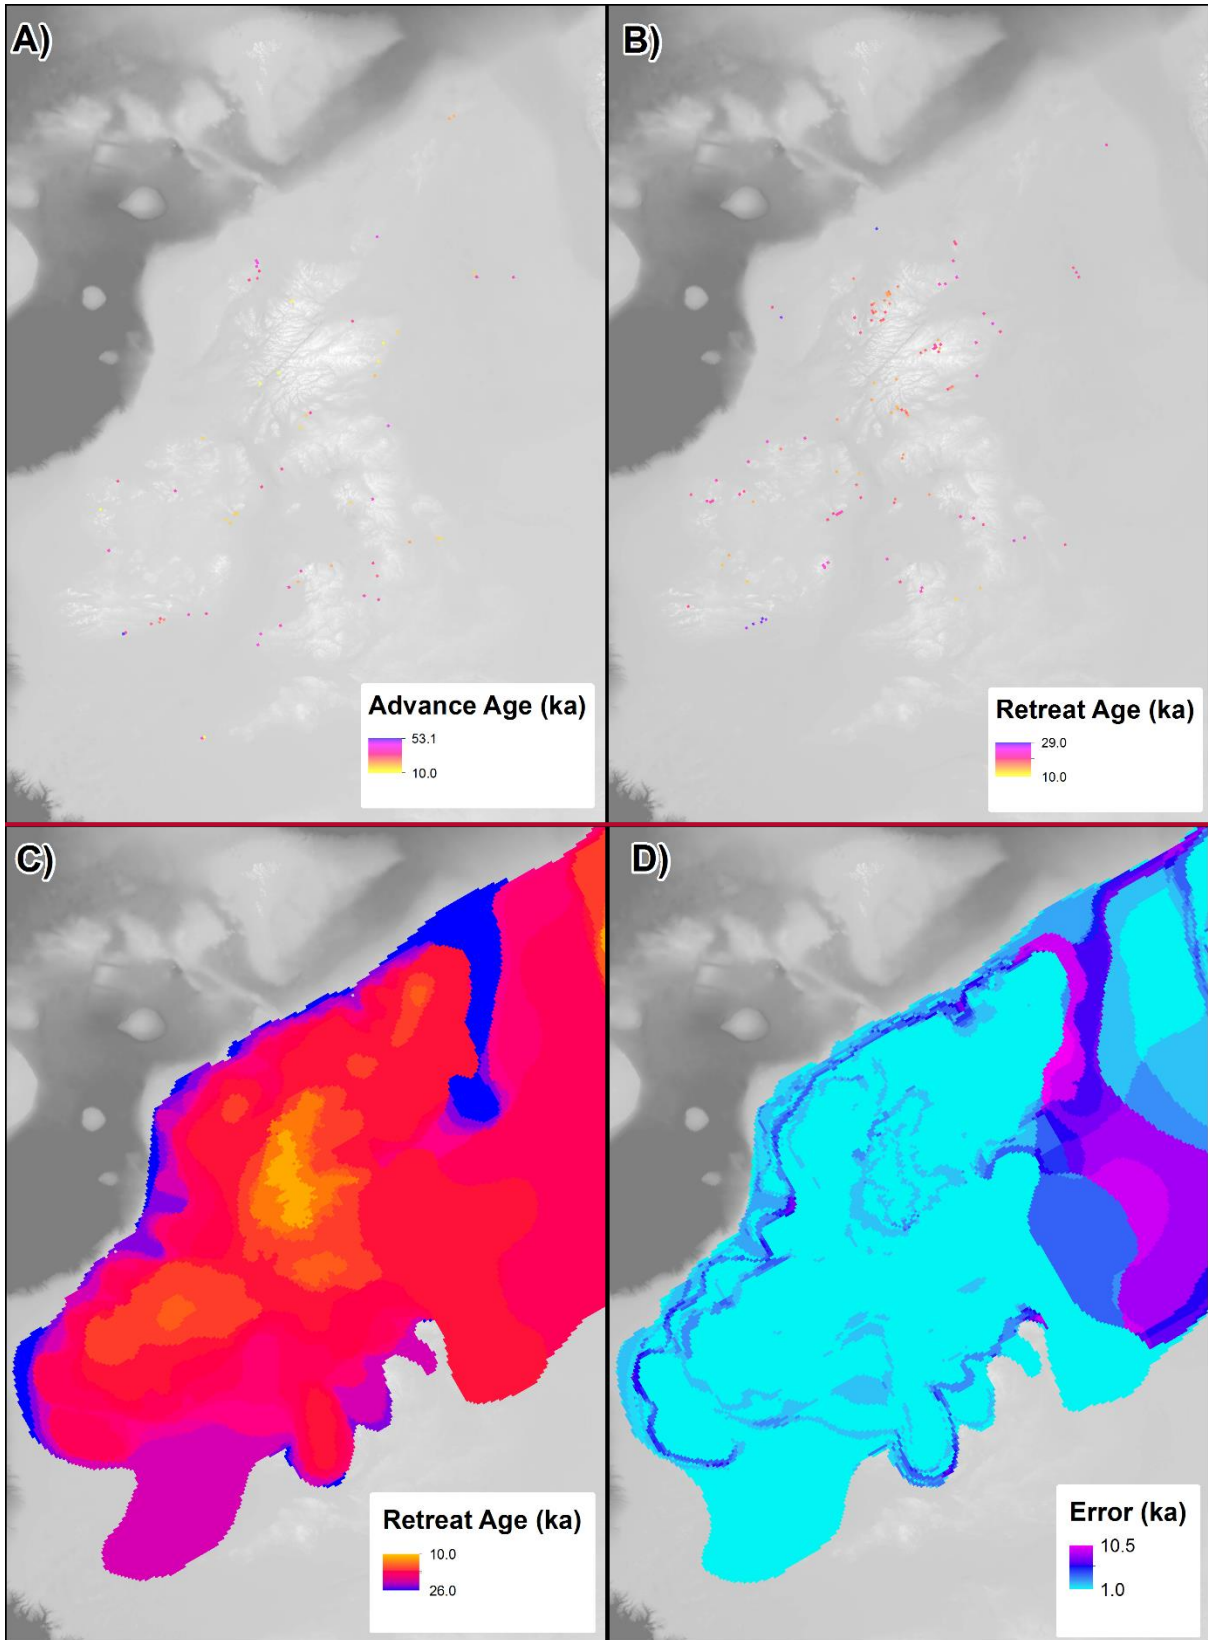 A)
Advance Age (ka)
53.1
10.0
B)
Retreat Age (ka)
29.0
10.0
C)
Retreat Age (ka)
10.0
26.0
D)
Error (ka)
10.5
1.0